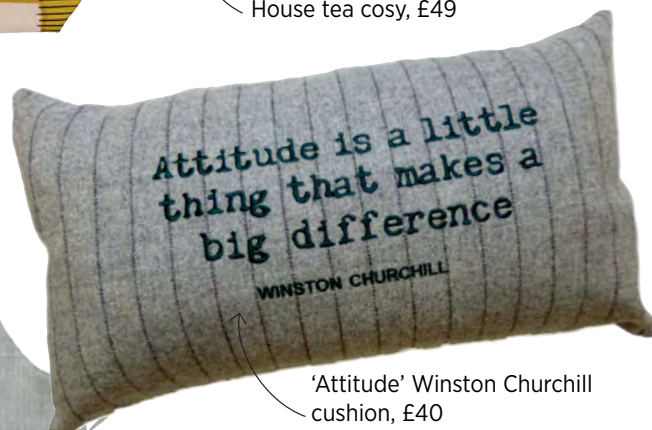 House tea cosy, £49
Attitude is a little
thing that makes a
big difference
WINSTON CHURCHILL
‘Attitude’ Winston Churchill
cushion, £40